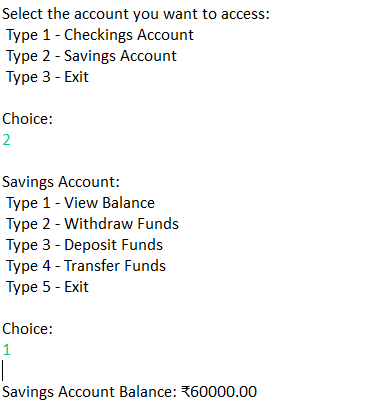 Select the account you want to access:
Type 1 - Checkings Account
Type 2 - Savings Account
Type 3 - Exit
Choice:
2
Savings Account:
Type 1 - View Balance
Type 2 - Withdraw Funds
Type 3 - Deposit Funds
Type 4 - Transfer Funds
Type 5 - Exit
Choice:
1
Savings Account Balance: ₹60000.00